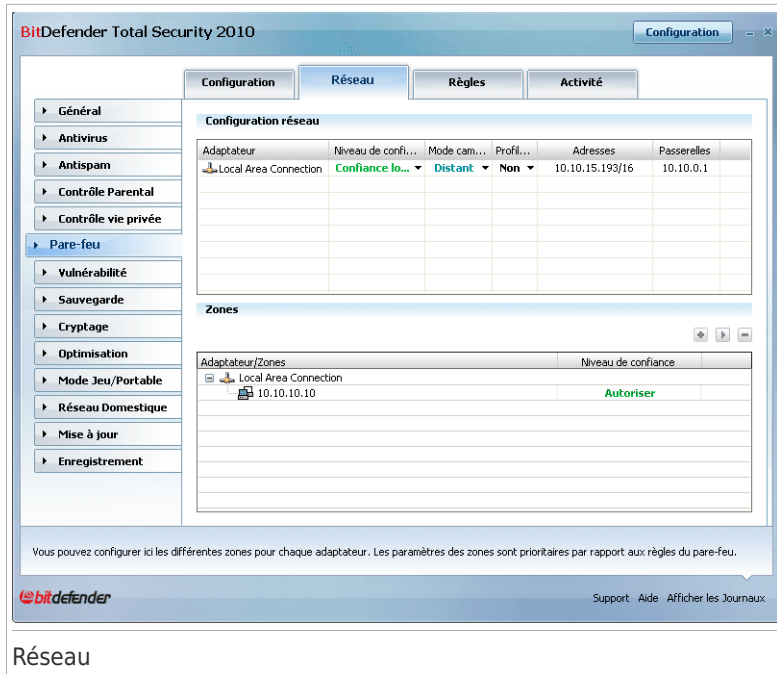 BitDefender Total Security 2010
Configuration
Configuration
Réseau
Règles
Activité
Général
Antivirus
Antispam
Contrôle Parental
Contrôle vie privée
Pare-feu
Vulnérabilité
Sauvegarde
Cryptage
Optimisation
Mode Jeu/Portable
Réseau Domestique
Mise à jour
Enregistrement
Configuration réseau
Adaptateur Niveau de confi... Mode cam... Profil... Adresses Passerelles
Local Area Connection Confiance lo... Distant Non 10.10.15.193/16 10.10.0.1
Zones
Adaptateur/Zones Niveau de confiance
Local Area Connection
10.10.10.10 Autoriser
Vous pouvez configurer ici les différentes zones pour chaque adaptateur. Les paramètres des zones sont prioritaires par rapport aux règles du pare-feu.
bitdefender
Support Aide Afficher les Journaux
Réseau